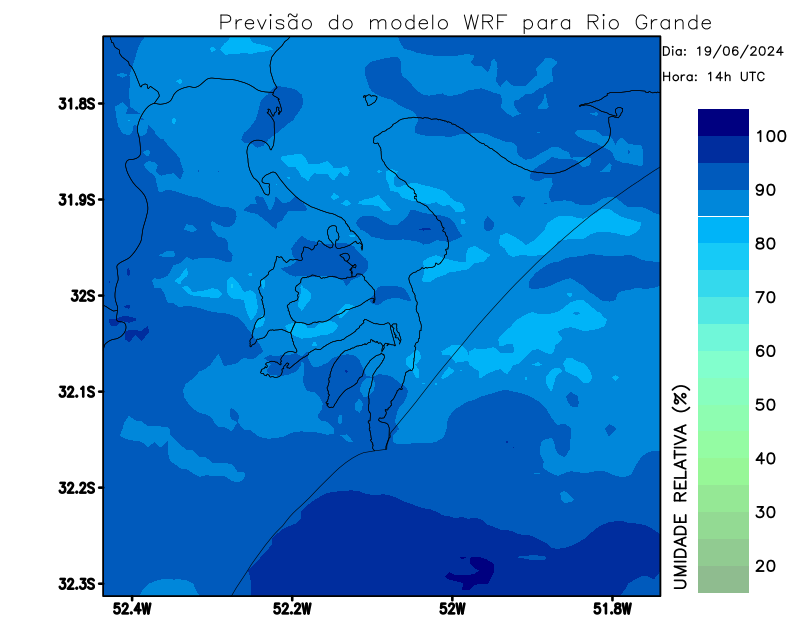 Previsão do modelo WRF para Rio Grande
Dia: 19/06/2024
Hora: 14h UTC
31.8S
31.9S
32S
32.1S
32.2S
32.3S
52.4W
52.2W
52W
51.8W
100
90
80
70
60
50
40
30
20
UMIDADE RELATIVA (%)